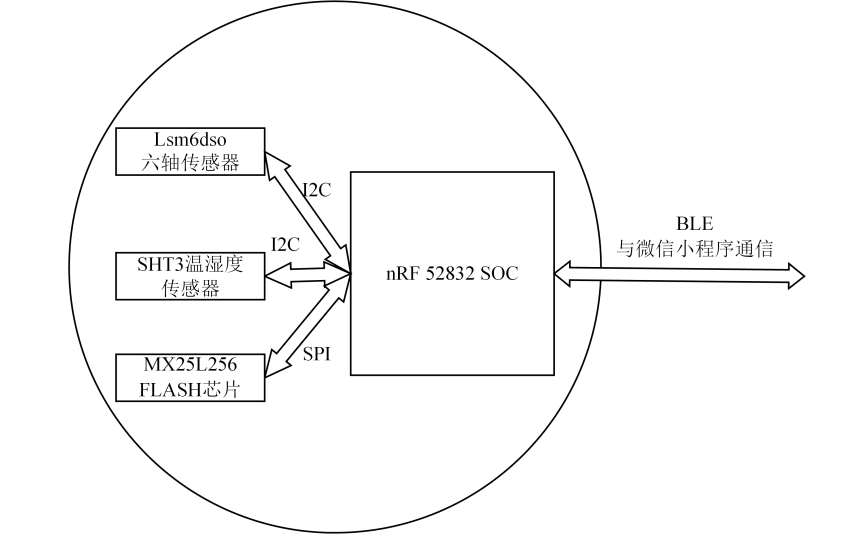 Lsm6dso
六轴传感器
I2C
I2C
SHT3温湿度
传感器
MX25L256
FLASH芯片
SPI
nRF 52832 SOC
BLE
与微信小程序通信